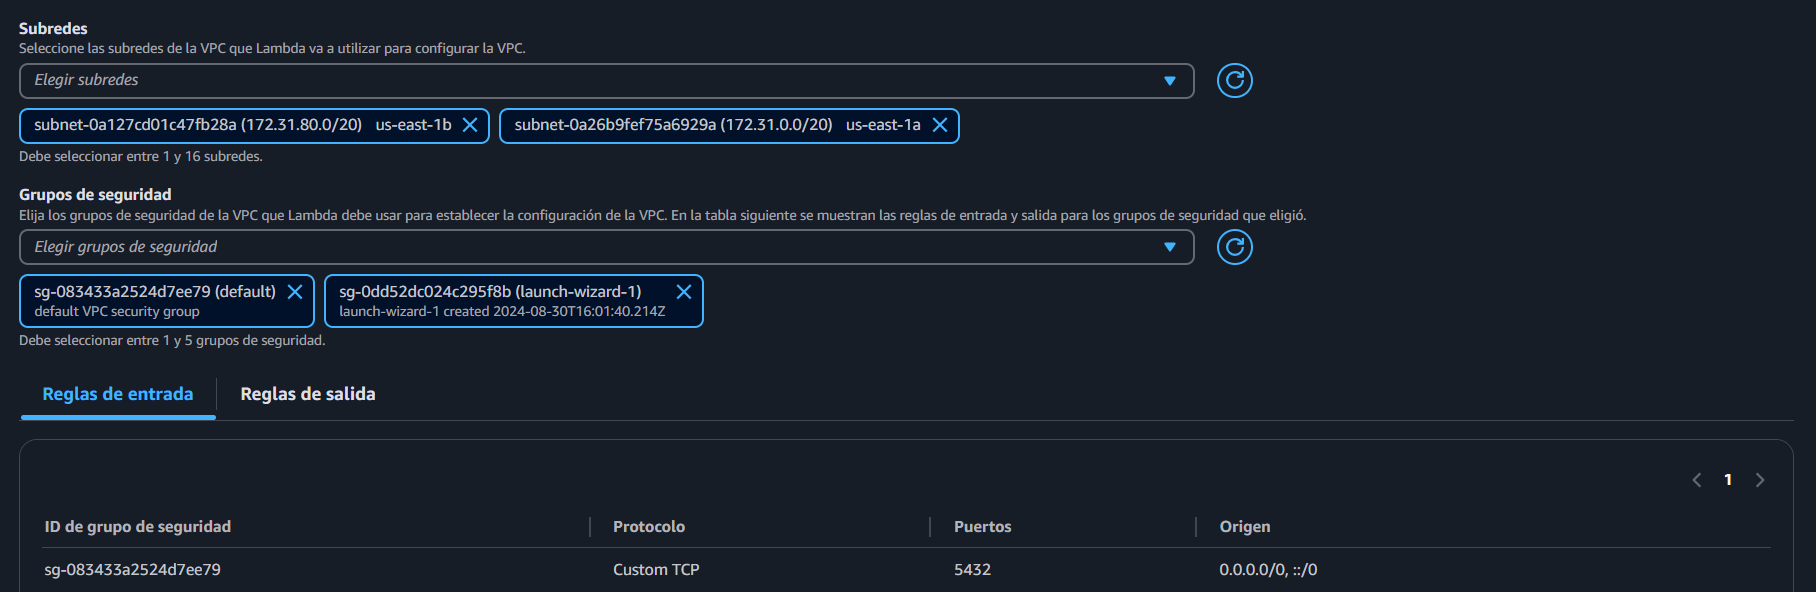 Subredes
Seleccione las subredes de la VPC que Lambda va a utilizar para configurar la VPC.
Elegir subredes
subnet-0a127cd01c47fb28a (172.31.80.0/20) us-east-1b
subnet-0a26b9fef75a6929a (172.31.0.0/20) us-east-1a
Debe seleccionar entre 1 y 16 subredes.
Grupos de seguridad
Elija los grupos de seguridad de la VPC que Lambda debe usar para establecer la configuración de la VPC. En la tabla siguiente se muestran las reglas de entrada y salida para los grupos de seguridad que eligió.
Elegir grupos de seguridad
sg-083433a2524d7ee79 (default)
default VPC security group
sg-0dd52dc024c295f8b (launch-wizard-1)
launch-wizard-1 created 2024-08-30T16:01:40.214Z
Debe seleccionar entre 1 y 5 grupos de seguridad.
Reglas de entrada
Reglas de salida
1
ID de grupo de seguridad Protocolo Puertos Origen
sg-083433a2524d7ee79 Custom TCP 5432 0.0.0.0/0, ::/0